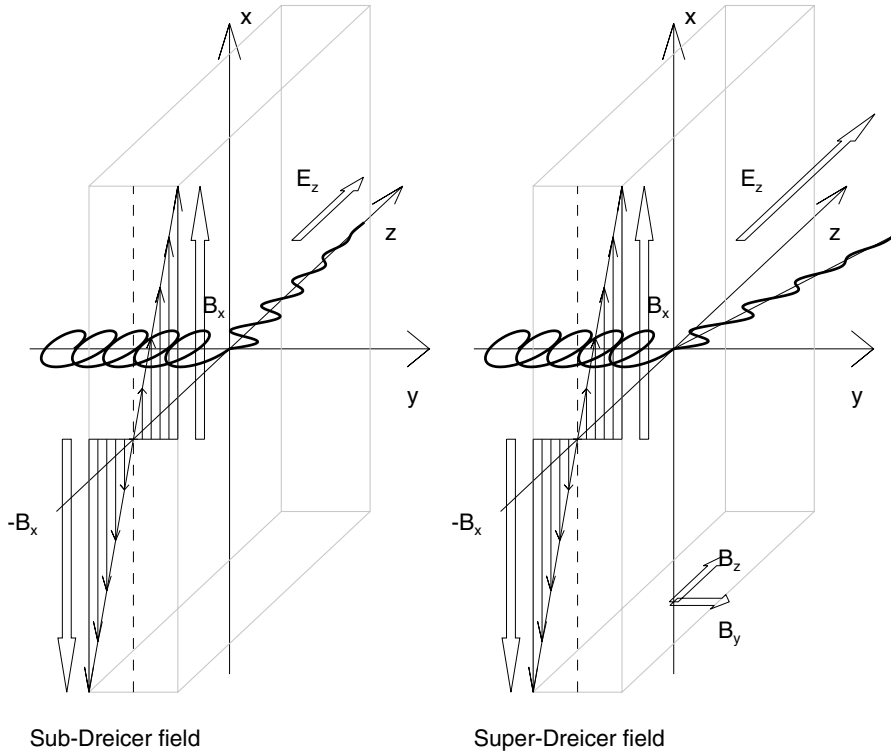 x
x
E_z
E_z
z
z
B_x
B_x
y
y
-B_x
-B_x
B_z
B_y
Sub-Dreicer field
Super-Dreicer field